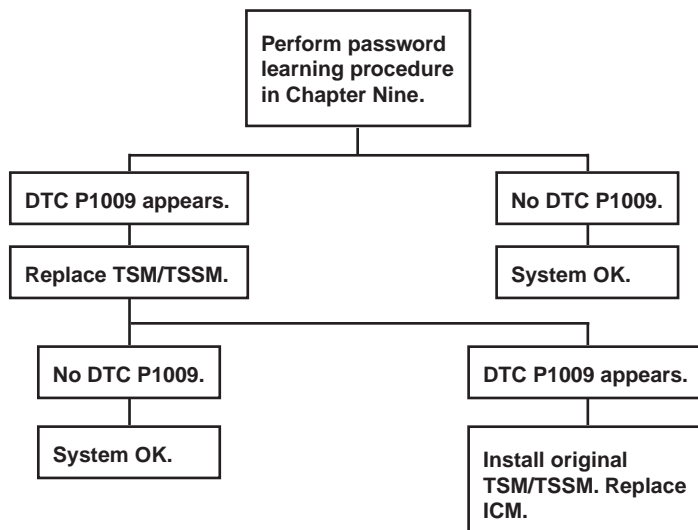 Perform password
learning procedure
in Chapter Nine.
DTC P1009 appears.
No DTC P1009.
Replace TSM/TSSM.
System OK.
No DTC P1009.
DTC P1009 appears.
System OK.
Install original
TSM/TSSM. Replace
ICM.